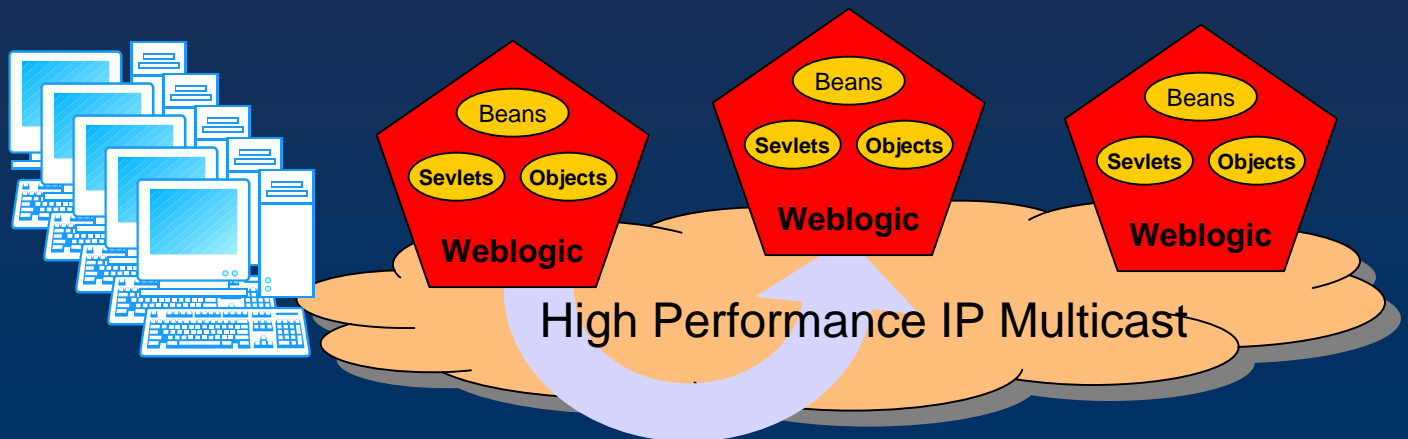 Beans
Sevlets
Objects
Weblogic
Beans
Sevlets
Objects
Weblogic
Beans
Sevlets
Objects
Weblogic
High Performance IP Multicast